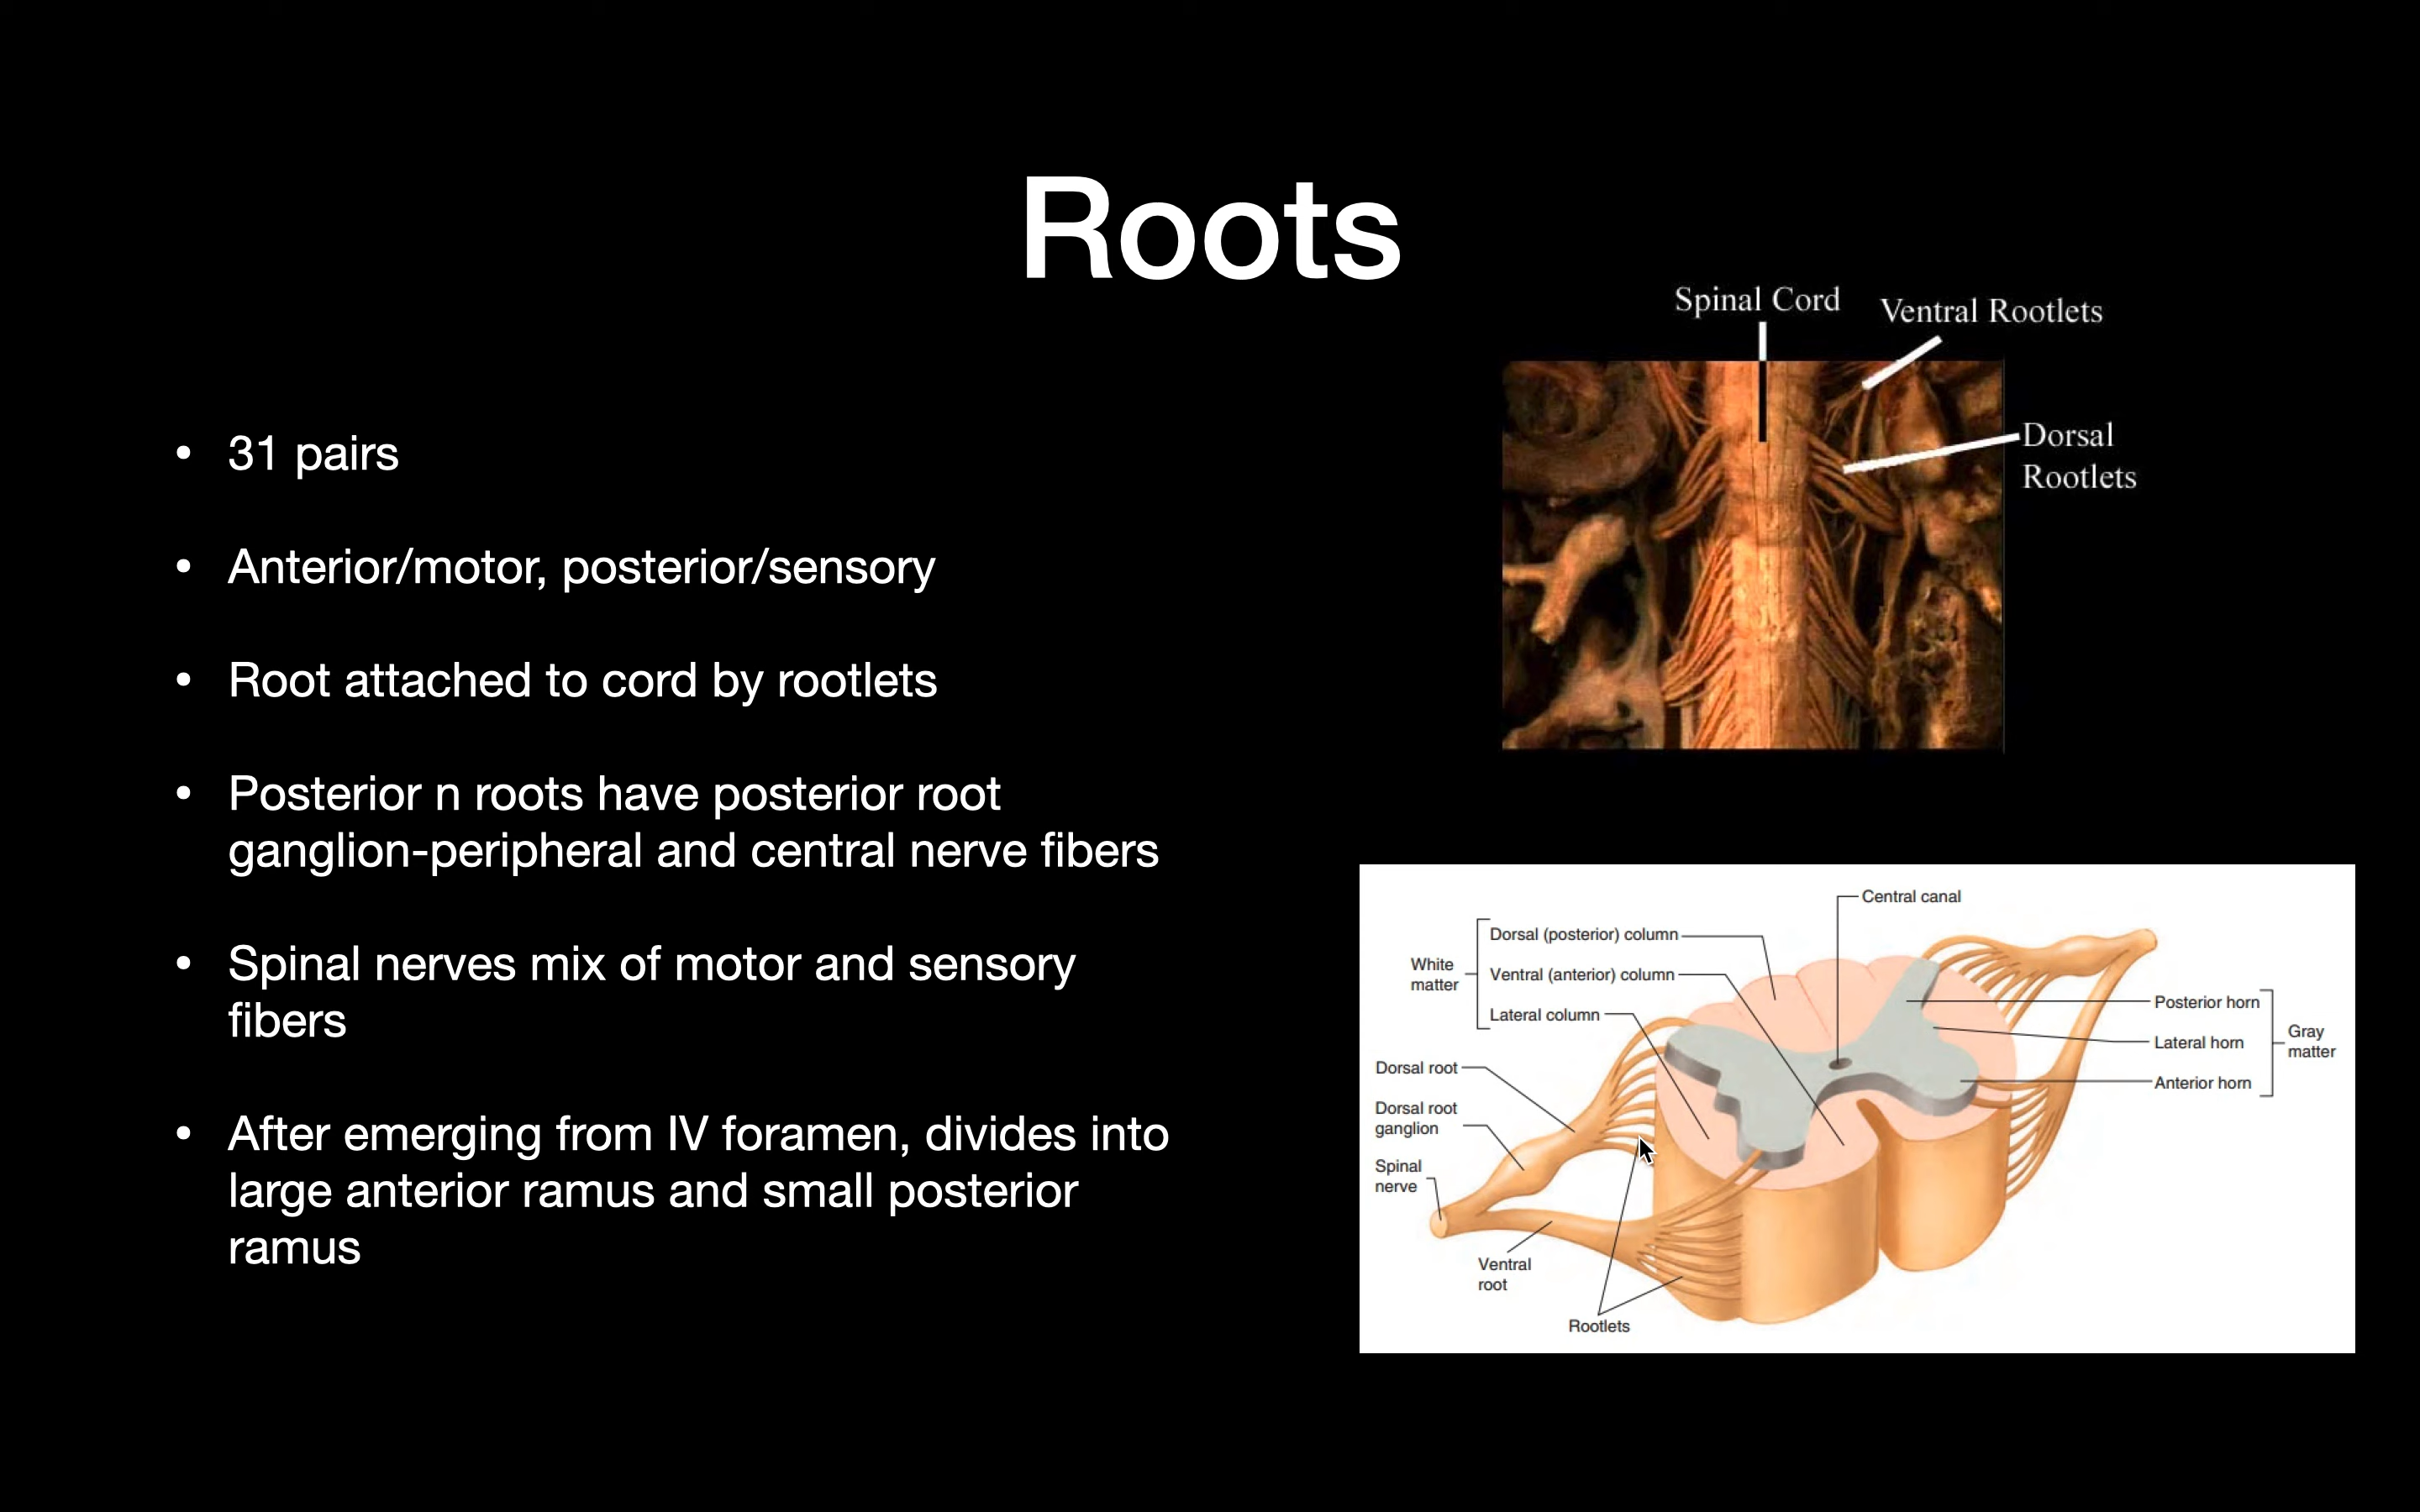 Roots
• 31 pairs
• Anterior/motor, posterior/sensory
• Root attached to cord by rootlets
• Posterior n roots have posterior root
ganglion-peripheral and central nerve fibers
• Spinal nerves mix of motor and sensory
fibers
• After emerging from IV foramen, divides into
large anterior ramus and small posterior
ramus
Spinal Cord
Ventral Rootlets
Dorsal
Rootlets
Central canal
Dorsal (posterior) column
White
matter
Ventral (anterior) column
Lateral column
Dorsal root
Dorsal root
ganglion
Spinal
nerve
Ventral
root
Rootlets
Posterior horn
Lateral horn
Anterior horn
Gray
matter